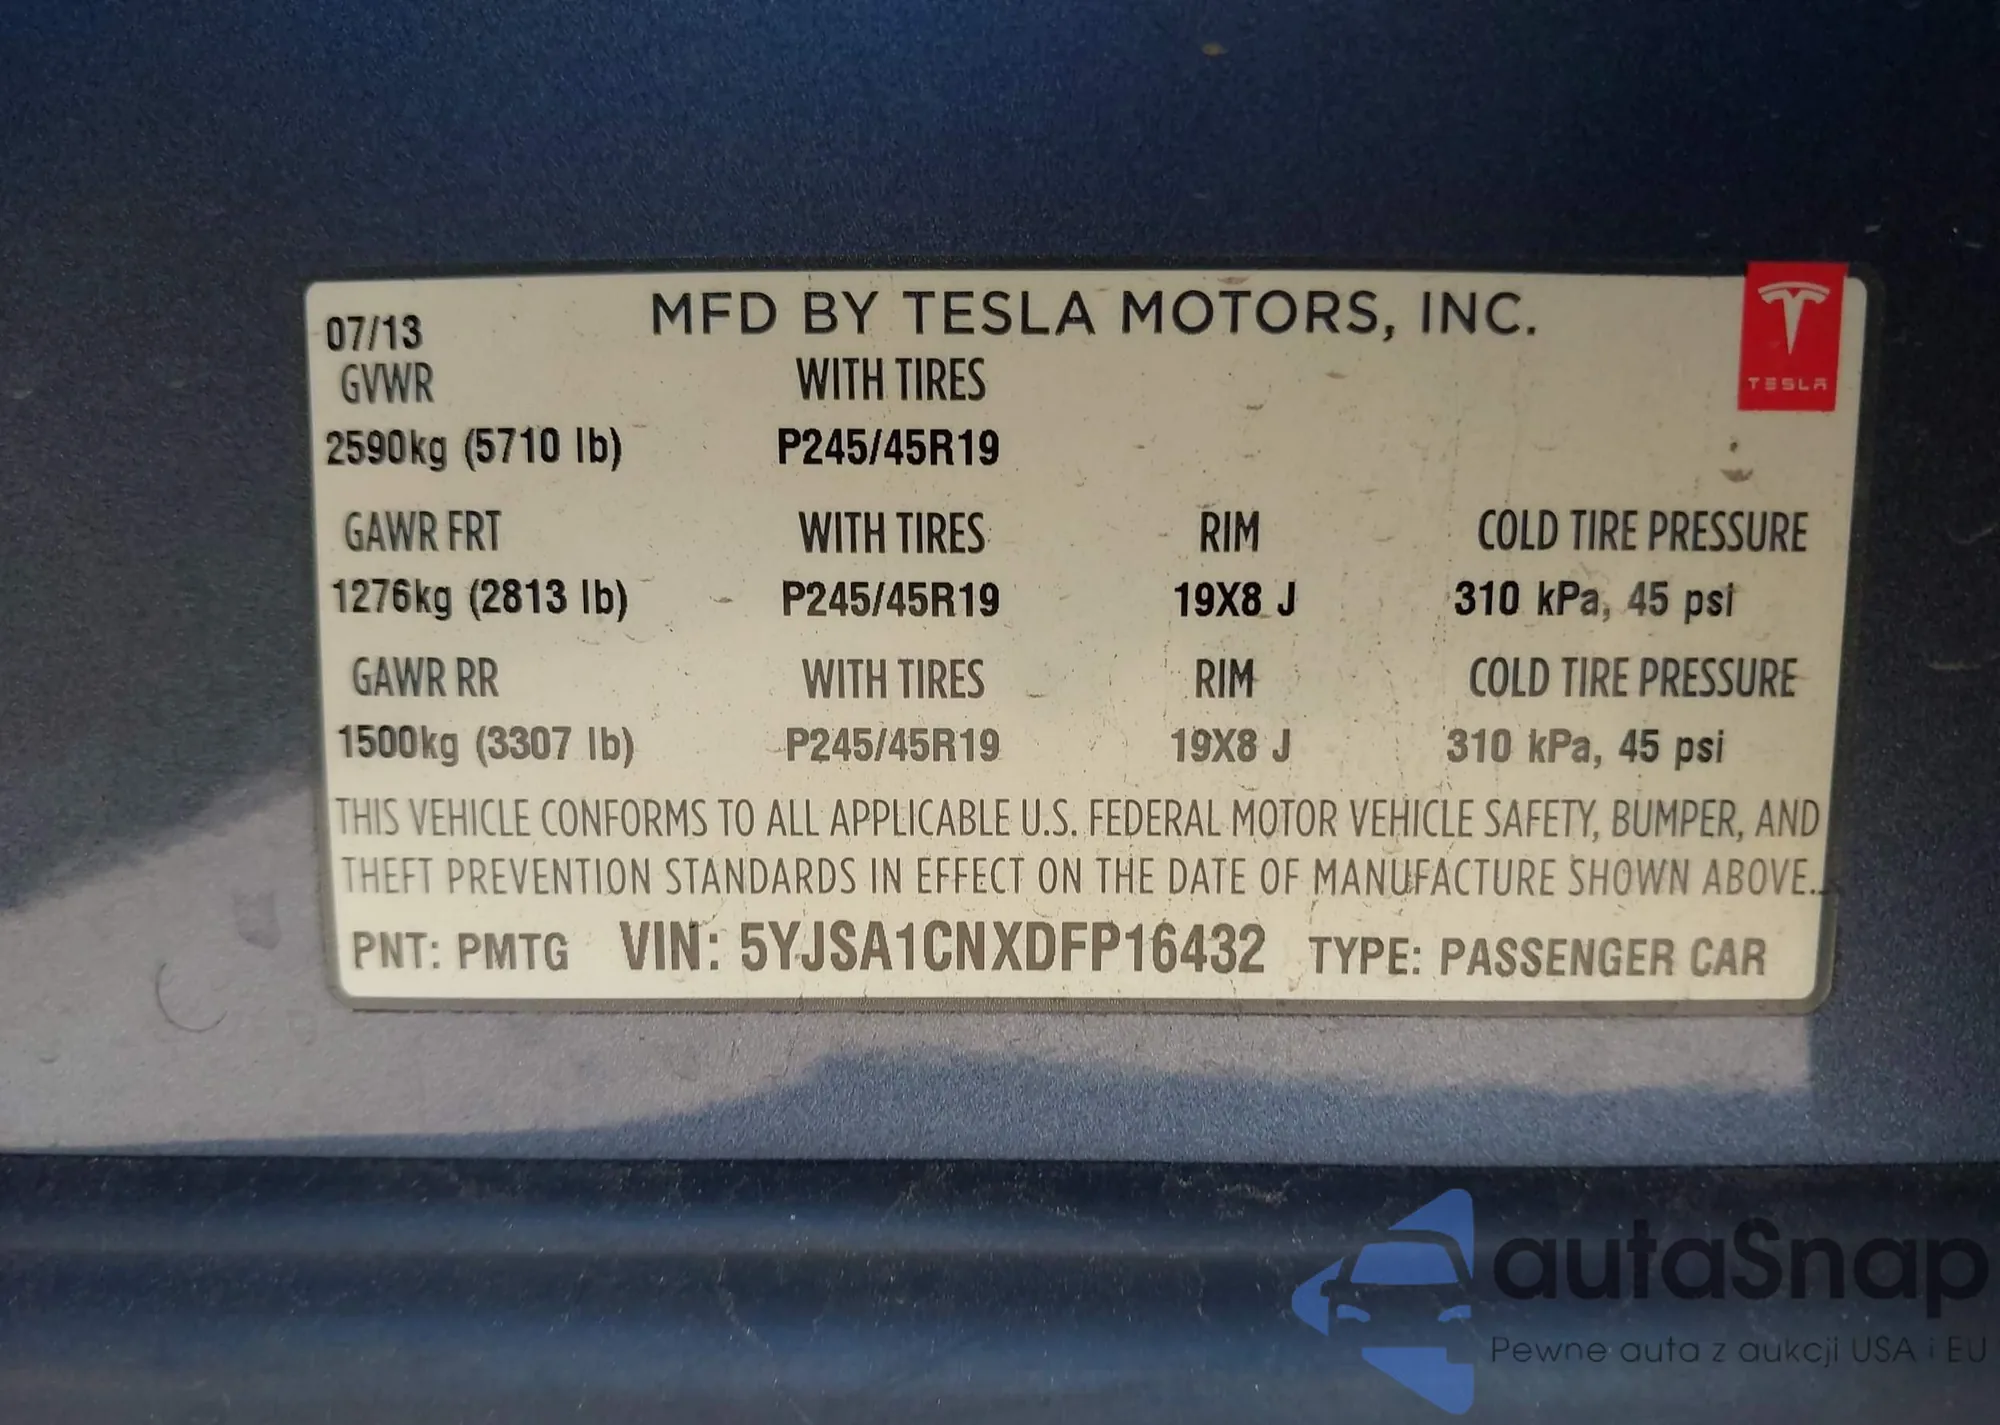 07/13 MFD BY TESLA MOTORS, INC.
TESLA
GVWR WITH TIRES
2590kg (5710 lb) P245/45R19
GAWR FRT WITH TIRES RIM COLD TIRE PRESSURE
1276kg (2813 lb) P245/45R19 19X8 J 310 kPa, 45 psi
GAWR RR WITH TIRES RIM COLD TIRE PRESSURE
1500kg (3307 lb) P245/45R19 19X8 J 310 kPa, 45 psi
THIS VEHICLE CONFORMS TO ALL APPLICABLE U.S. FEDERAL MOTOR VEHICLE SAFETY, BUMPER, AND
THEFT PREVENTION STANDARDS IN EFFECT ON THE DATE OF MANUFACTURE SHOWN ABOVE.
PNT: PMTG VIN: 5YJSA1CNXDFP16432 TYPE: PASSENGER CAR
autaSnap
Pewne auta z aukcji USA i EU